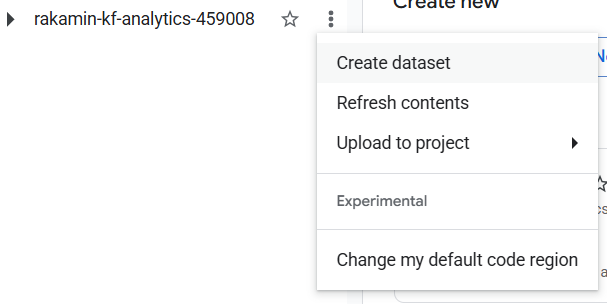 Create new
rakamin-kf-analytics-459008
Create dataset
Refresh contents
Upload to project
Experimental
Change my default code region